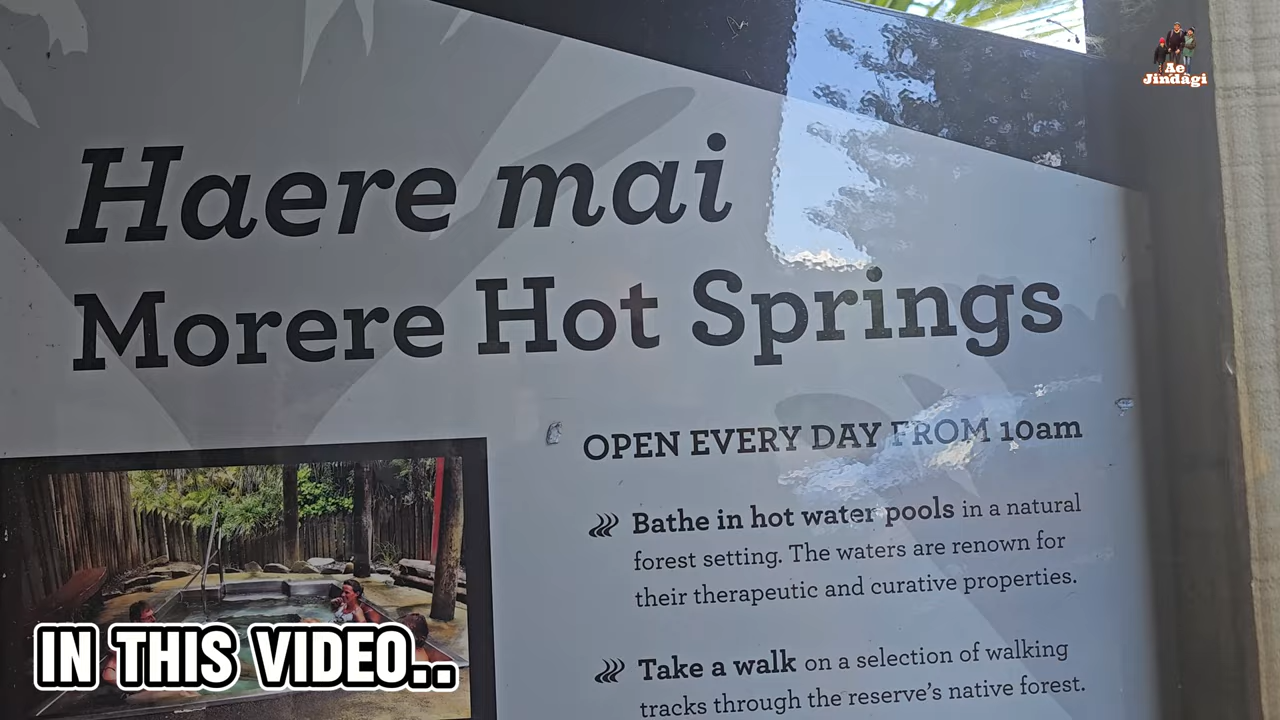 Ae
Jindagi
Haere mai
Morere Hot Springs
OPEN EVERY DAY FROM 10am
Bathe in hot water pools in a natural
forest setting. The waters are renown for
their therapeutic and curative properties.
Take a walk on a selection of walking
tracks through the reserve's native forest.
IN THIS VIDEO..